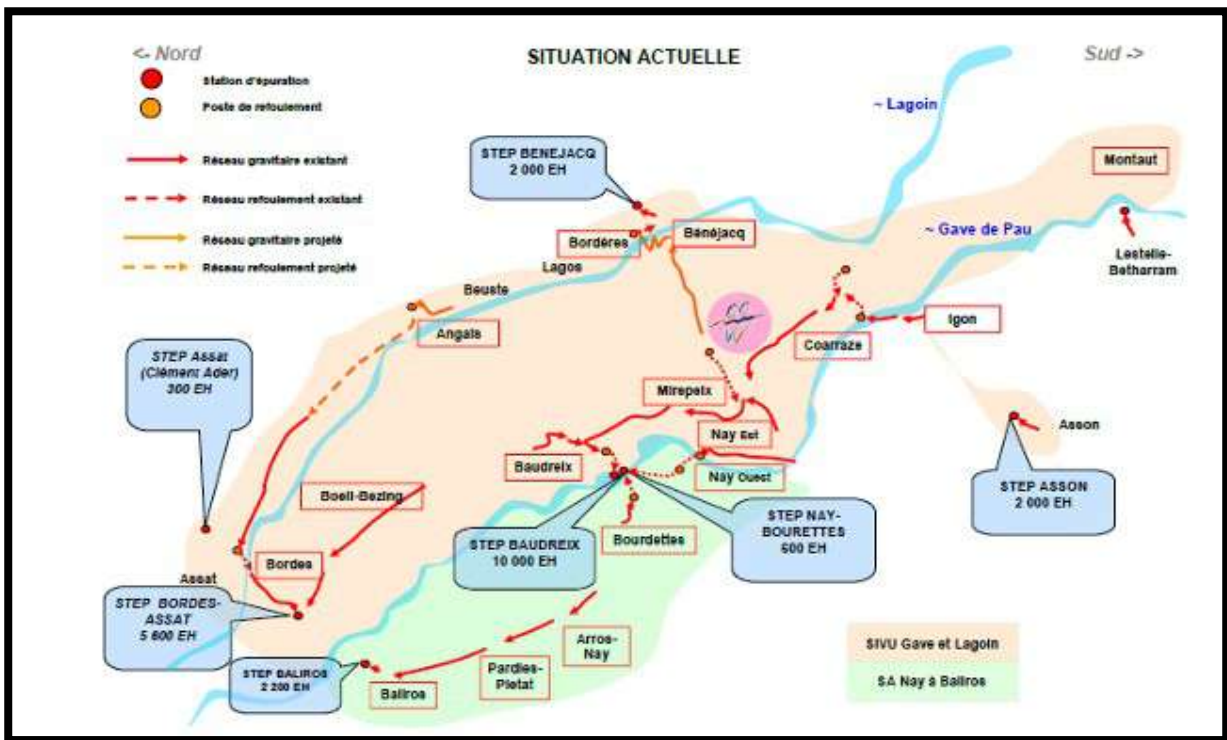 <- Nord
SITUATION ACTUELLE
Sud ->
Station d'épuration
Poste de refoulement
Réseau gravitaire existant
Réseau refoulement existant
Réseau gravitaire projeté
Réseau refoulement projeté
~ Lagoin
STEP BENEJACQ
2 000 EH
Montaut
~ Gave de Pau
Lestelle-
Betharram
Bordères
Bénéjacq
Lagos
Beuste
Angaïs
Igon
Coarraze
STEP Assat
(Clément Ader)
300 EH
Mirepeix
Nay Est
Asson
Baudreix
Nay Ouest
STEP ASSON
2 000 EH
Boeil-Bezing
STEP NAY-
BOURETTES
600 EH
Bourdettes
STEP BAUDREIX
10 000 EH
Bordes
Assat
STEP BORDES-
ASSAT
5 600 EH
Arros-
Nay
SIVU Gave et Lagoin
STEP BALIROS
2 200 EH
Pardies-
Pietat
Baliros
SA Nay à Baliros